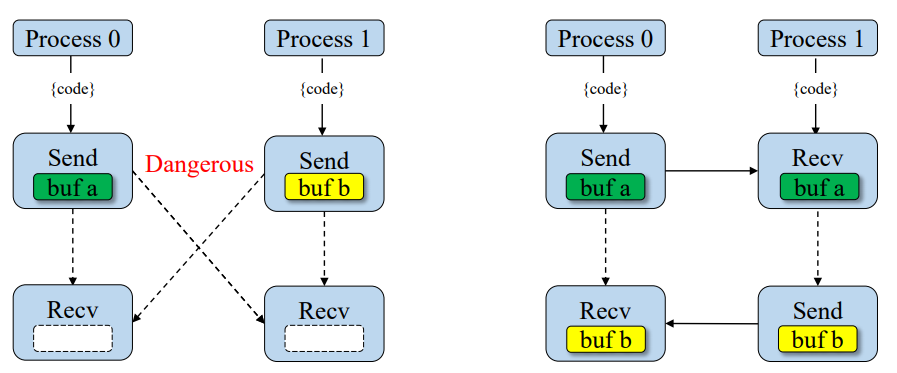 Process 0
Process 1
{code}
{code}
Send
buf a
Dangerous
Send
buf b
Recv
Recv
Process 0
Process 1
{code}
{code}
Send
buf a
Recv
buf a
Recv
buf b
Send
buf b